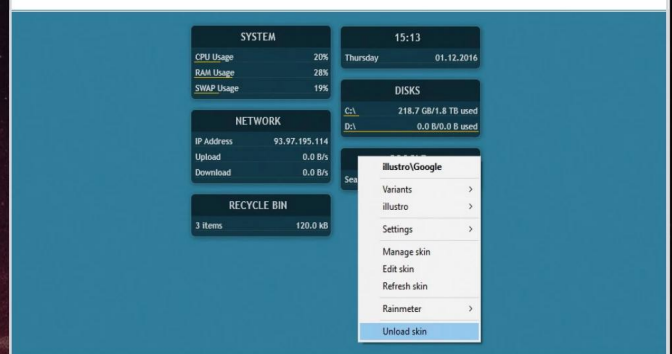 SYSTEM
CPU Usage 20%
RAM Usage 28%
SWAP Usage 19%
NETWORK
IP Address 93.97.195.114
Upload 0.0 B/s
Download 0.0 B/s
RECYCLE BIN
3 items 120.0 kB
15:13
Thursday 01.12.2016
DISKS
C:\ 218.7 GB/1.8 TB used
D:\ 0.0 B/0.0 B used
Sea
illustro\Google
Variants >
illustro >
Settings >
Manage skin
Edit skin
Refresh skin
Rainmeter >
Unload skin